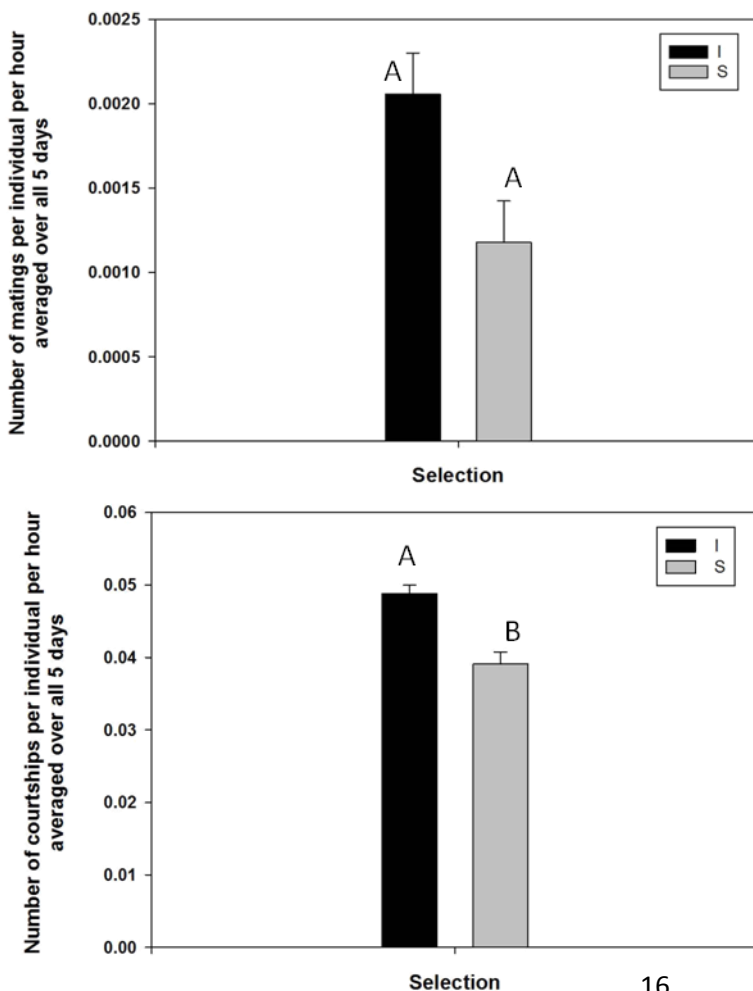 Number of matings per individual per hour
averaged over all 5 days
0.0025
0.0020
0.0015
0.0010
0.0005
0.0000
A
A
I
S
Selection
Number of courtships per individual per hour
averaged over all 5 days
0.06
0.05
0.04
0.03
0.02
0.01
0.00
A
B
I
S
Selection
16